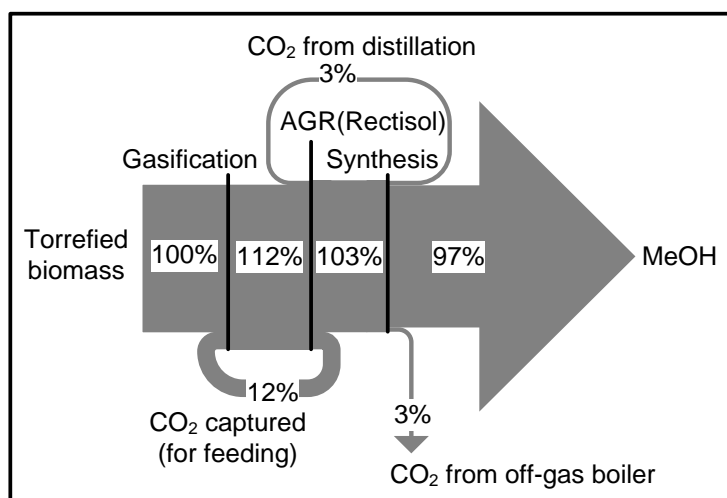 CO₂ from distillation
3%
AGR(Rectisol)
Gasification
Synthesis
Torrefied
biomass
100%
112%
103%
97%
MeOH
12%
CO₂ captured
(for feeding)
3%
CO₂ from off-gas boiler